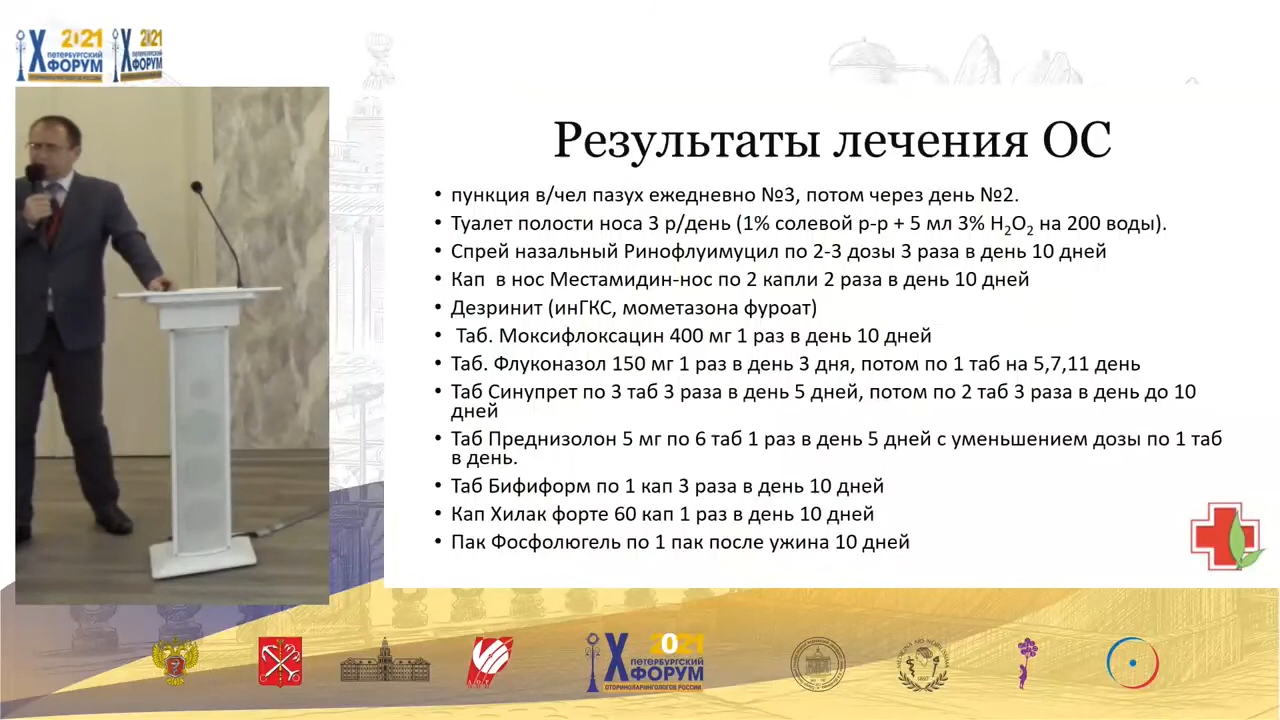 X 2021
ПЕТЕРБУРГСКИЙ
ФОРУМ
ОТОРИНОЛАРИНГОЛОГОВ РОССИИ
X 2021
ПЕТЕРБУРГСКИЙ
ФОРУМ
Результаты лечения ОС
• пункция в/чел пазух ежедневно №3, потом через день №2.
• Туалет полости носа 3 р/день (1% солевой р-р + 5 мл 3% H₂O₂ на 200 воды).
• Спрей назальный Ринофлуимуцил по 2-3 дозы 3 раза в день 10 дней
• Кап  в нос Местамидин-нос по 2 капли 2 раза в день 10 дней
• Дезринит (инГКС, мометазона фуроат)
• Таб. Моксифлоксацин 400 мг 1 раз в день 10 дней
• Таб. Флуконазол 150 мг 1 раз в день 3 дня, потом по 1 таб на 5,7,11 день
• Таб Синупрет по 3 таб 3 раза в день 5 дней, потом по 2 таб 3 раза в день до 10
дней
• Таб Преднизолон 5 мг по 6 таб 1 раз в день 5 дней с уменьшением дозы по 1 таб
в день.
• Таб Бифиформ по 1 кап 3 раза в день 10 дней
• Кап Хилак форте 60 кап 1 раз в день 10 дней
• Пак Фосфолюгель по 1 пак после ужина 10 дней
X 2021
ПЕТЕРБУРГСКИЙ
ФОРУМ
ОТОРИНОЛАРИНГОЛОГОВ РОССИИ